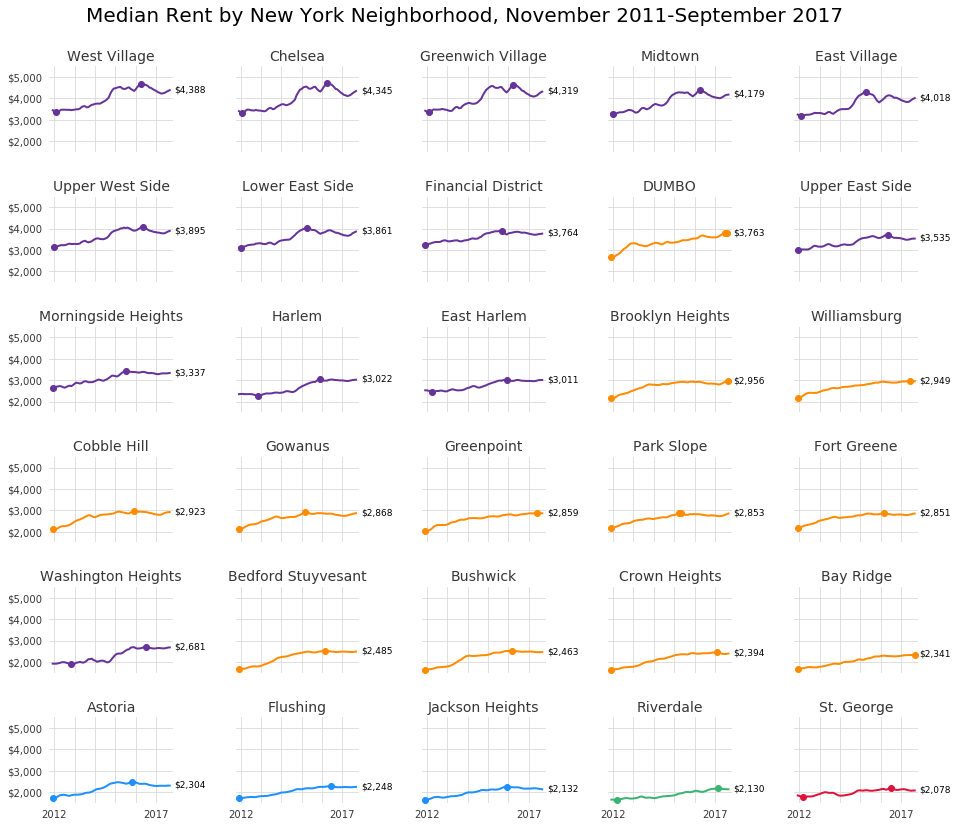 Median Rent by New York Neighborhood, November 2011-September 2017
West Village Chelsea Greenwich Village Midtown East Village
$5,000
$4,000 $4,388 $4,345 $4,319 $4,179 $4,018
$3,000
$2,000
Upper West Side Lower East Side Financial District DUMBO Upper East Side
$5,000
$4,000 $3,895 $3,861 $3,764 $3,763 $3,535
$3,000
$2,000
Morningside Heights Harlem East Harlem Brooklyn Heights Williamsburg
$5,000
$4,000 $3,337 $3,022 $3,011 $2,956 $2,949
$3,000
$2,000
Cobble Hill Gowanus Greenpoint Park Slope Fort Greene
$5,000
$4,000
$3,000 $2,923 $2,868 $2,859 $2,853 $2,851
$2,000
Washington Heights Bedford Stuyvesant Bushwick Crown Heights Bay Ridge
$5,000
$4,000
$3,000 $2,681 $2,485 $2,463 $2,394 $2,341
$2,000
Astoria Flushing Jackson Heights Riverdale St. George
$5,000
$4,000
$3,000 $2,304 $2,248 $2,132 $2,130 $2,078
$2,000
2012 2017 2012 2017 2012 2017 2012 2017 2012 2017